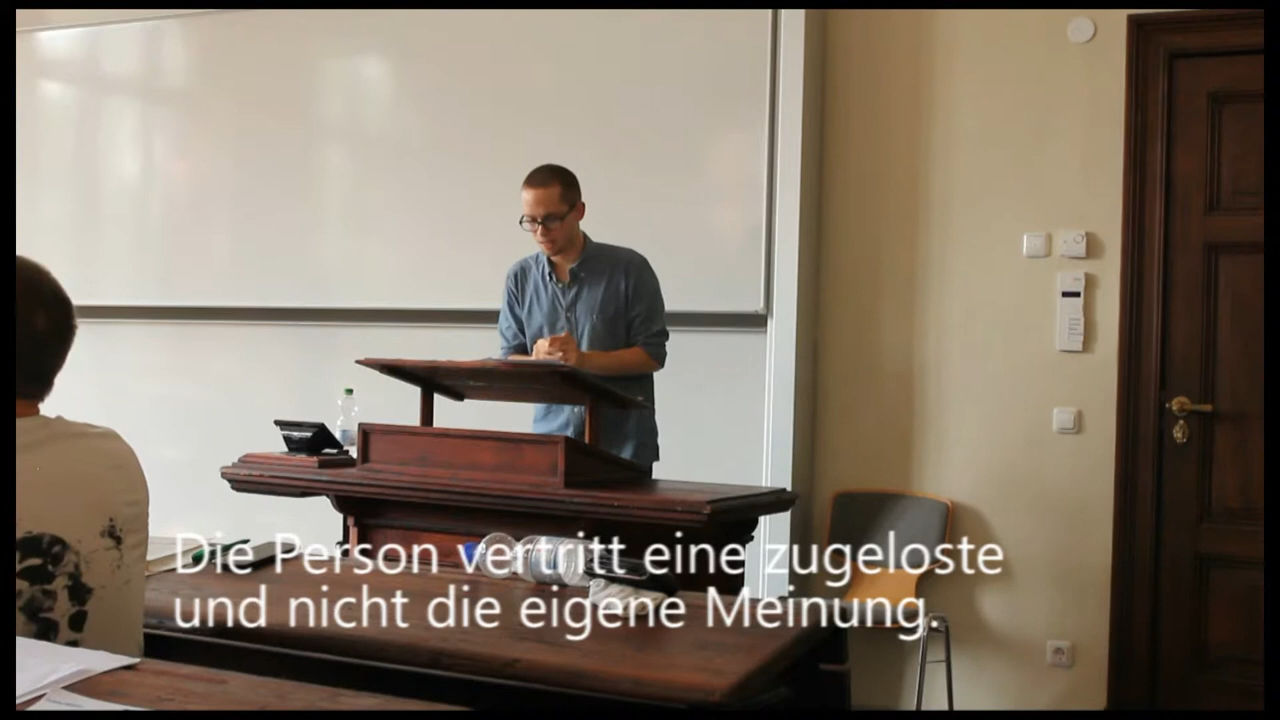 Die Person vertritt eine zugeloste
und nicht die eigene Meinung.